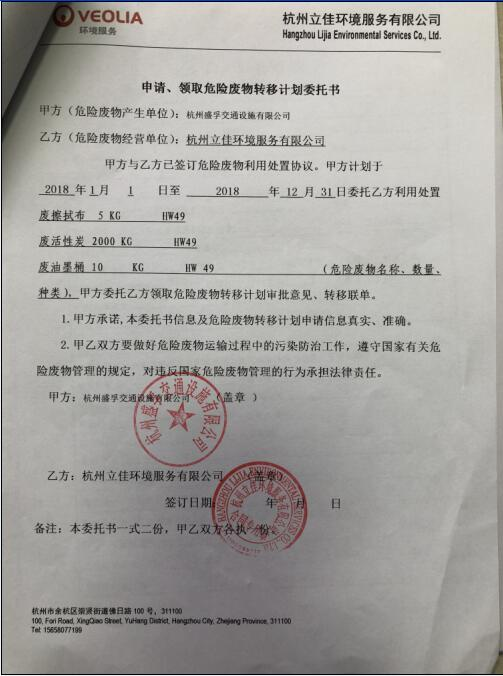 VEOLIA
环境服务
杭州立佳环境服务有限公司
Hangzhou Lijia Environmental Services Co., Ltd.
申请、领取危险废物转移计划委托书
甲方（危险废物产生单位）：杭州盛孚交通设施有限公司
乙方（危险废物经营单位）：杭州立佳环境服务有限公司
甲方与乙方已签订危险废物利用处置协议。甲方计划于
2018 年 1 月 1 日至 2018 年 12 月 31 日委托乙方利用处置
废擦拭布 5 KG HW49
废活性炭 2000 KG HW49
废油墨桶 10 KG HW 49 （危险废物名称、数量、
种类）。甲方委托乙方领取危险废物转移计划审批意见、转移联单。
1.甲方承诺,本委托书信息及危险废物转移计划申请信息真实、准确。
2.甲乙双方要做好危险废物运输过程中的污染防治工作，遵守国家有关危
险废物管理的规定，对违反国家危险废物管理的行为承担法律责任。
甲方：杭州盛孚交通设施有限公司 （盖章 ）
杭州盛孚交通设施有限公司
乙方：杭州立佳环境服务有限公司 （盖章）
签订日期： 年 月 日
备注：本委托书一式二份，甲乙双方各执 份。
杭州市余杭区崇贤街道佛日路 100 号，311100
100, Fori Road, XingQiao Street, YuHang District, Hangzhou City, Zhejiang Province, 311100
Tel: 15658077199